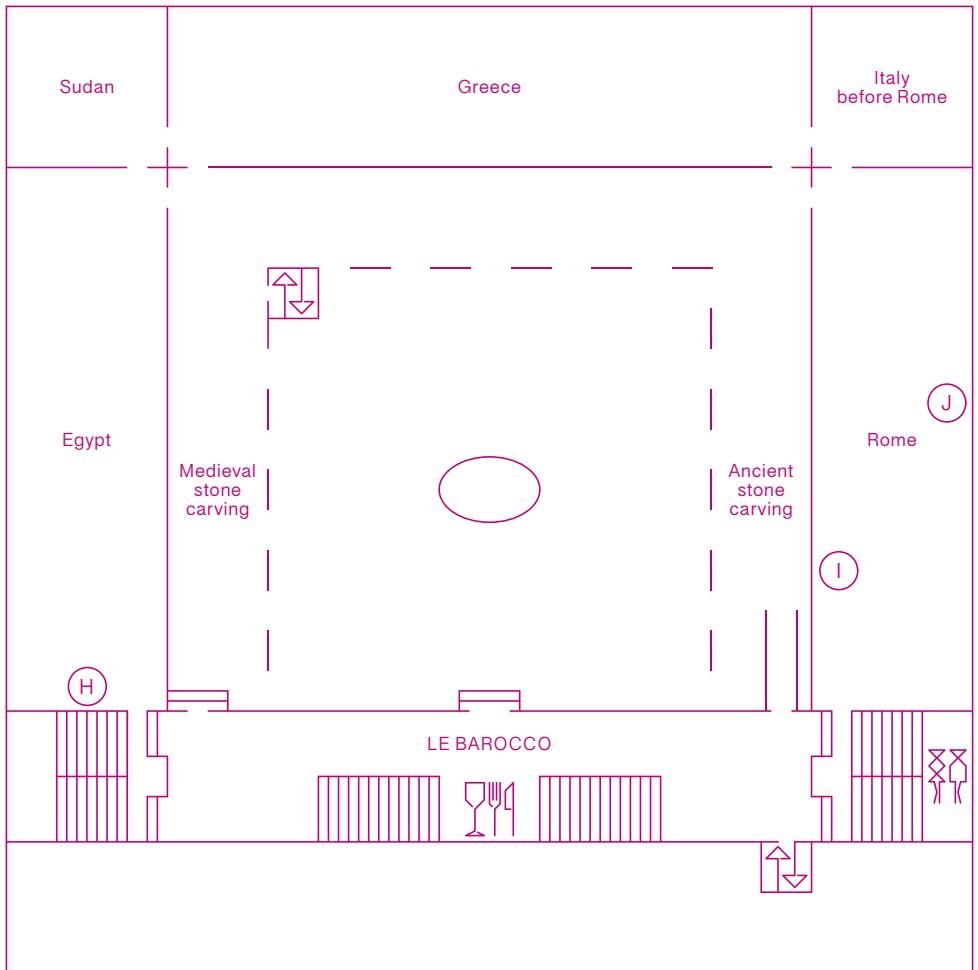 Sudan
Greece
Italy
before Rome
J
Egypt
Rome
Medieval
stone
carving
Ancient
stone
carving
I
H
LE BAROCCO